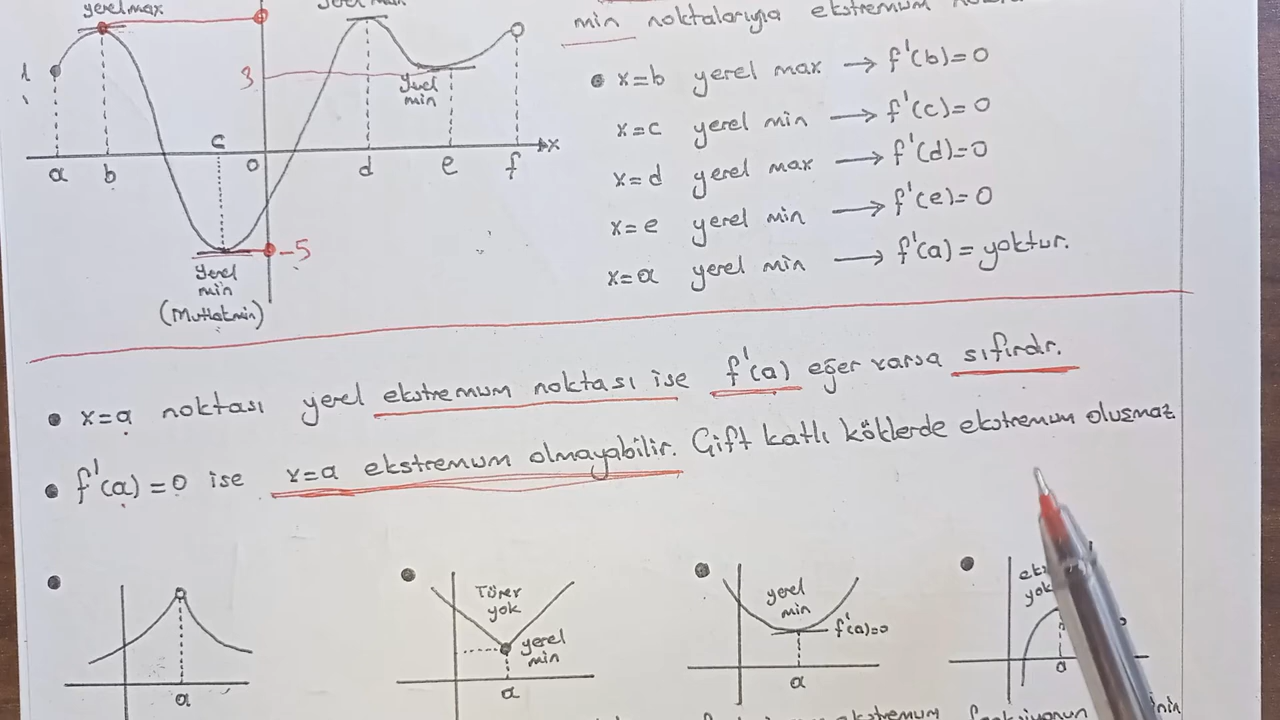 yerel max
min noktalarıyla ekstremum
3
yerel
min
a b c o d e f x
-5
yerel
min
(Mutlak min)
x=b yerel max → f'(b)=0
x=c yerel min → f'(c)=0
x=d yerel max → f'(d)=0
x=e yerel min → f'(e)=0
x=a yerel min → f'(a)= yoktur.
x=a noktası yerel ekstremum noktası ise f'(a) eğer varsa sıfırdır.
f'(a)=0 ise x=a ekstremum olmayabilir. Çift katlı köklerde ekstremum oluşmaz
a
Türev
yok
yerel
min
a
yerel
min
f'(a)=0
a
yok
a
ekstremum